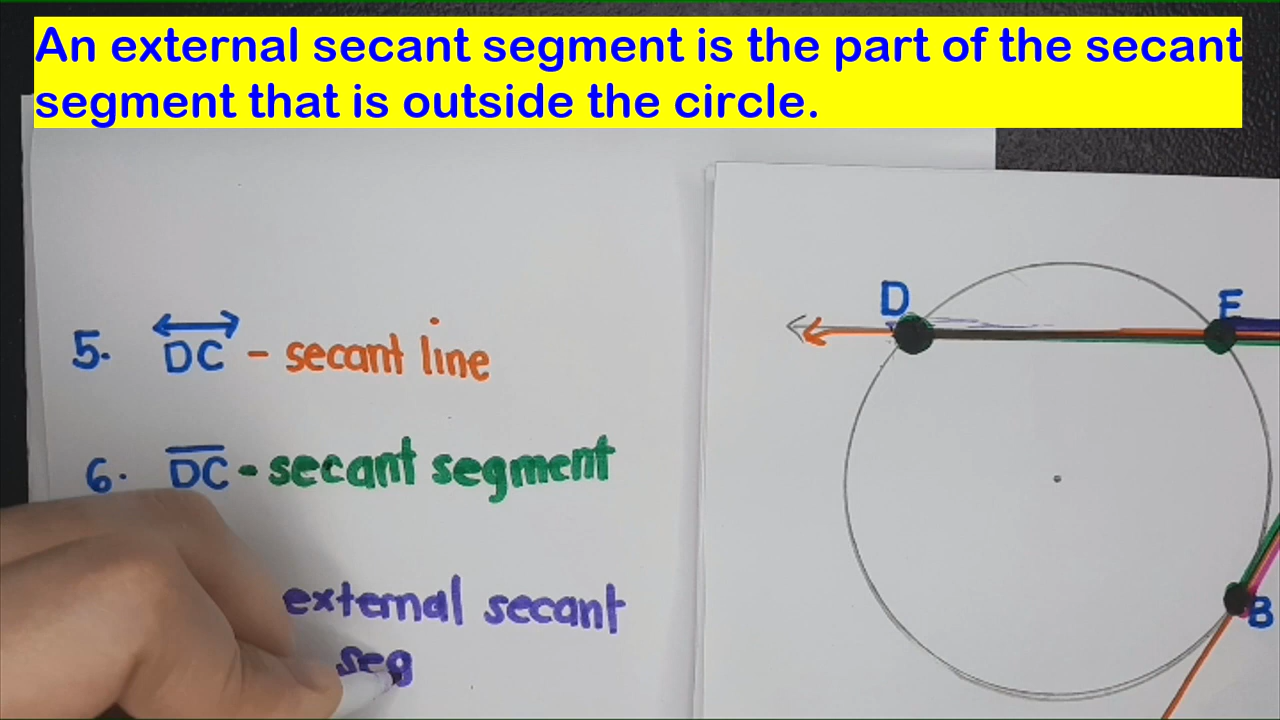 An external secant segment is the part of the secant
segment that is outside the circle.
5. DC - secant line
6. DC - secant segment
external secant
seg
D
E
B